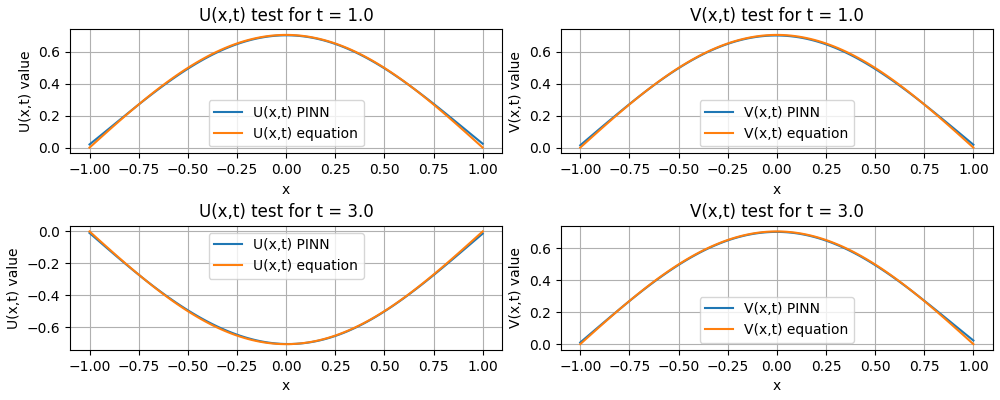 U(x,t) test for t = 1.0
U(x,t) value
0.6
0.4
0.2
0.0
U(x,t) PINN
U(x,t) equation
−1.00 −0.75 −0.50 −0.25 0.00 0.25 0.50 0.75 1.00
x
V(x,t) test for t = 1.0
V(x,t) value
0.6
0.4
0.2
0.0
V(x,t) PINN
V(x,t) equation
−1.00 −0.75 −0.50 −0.25 0.00 0.25 0.50 0.75 1.00
x
U(x,t) test for t = 3.0
U(x,t) value
0.0
−0.2
−0.4
−0.6
U(x,t) PINN
U(x,t) equation
−1.00 −0.75 −0.50 −0.25 0.00 0.25 0.50 0.75 1.00
x
V(x,t) test for t = 3.0
V(x,t) value
0.6
0.4
0.2
0.0
V(x,t) PINN
V(x,t) equation
−1.00 −0.75 −0.50 −0.25 0.00 0.25 0.50 0.75 1.00
x